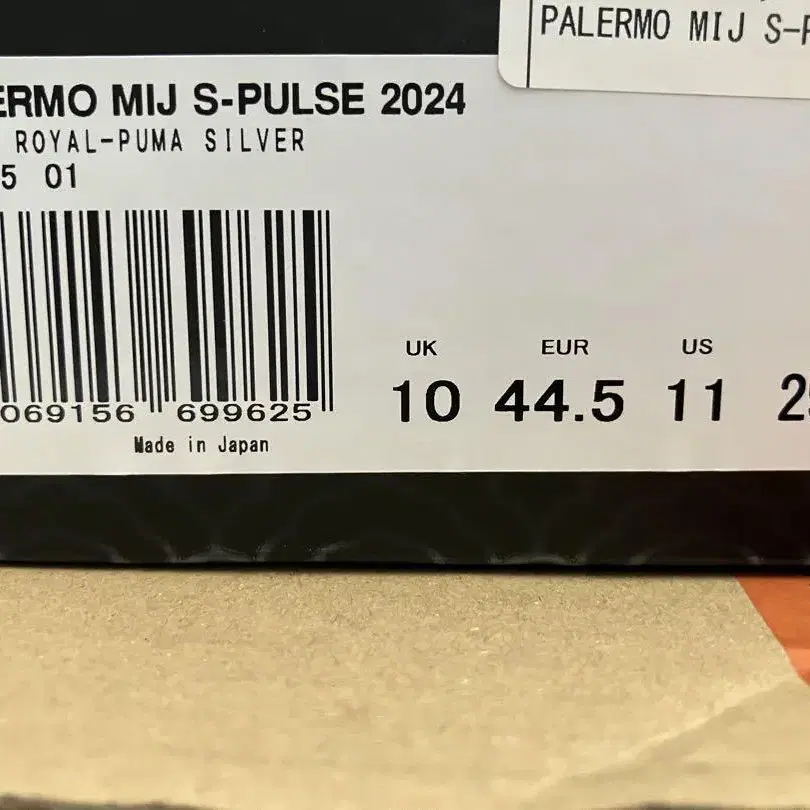 PALERMO MIJ S-P
ERMO MIJ S-PULSE 2024
ROYAL-PUMA SILVER
5 01
069156 699625
Made in Japan
UK EUR US
10 44.5 11 2